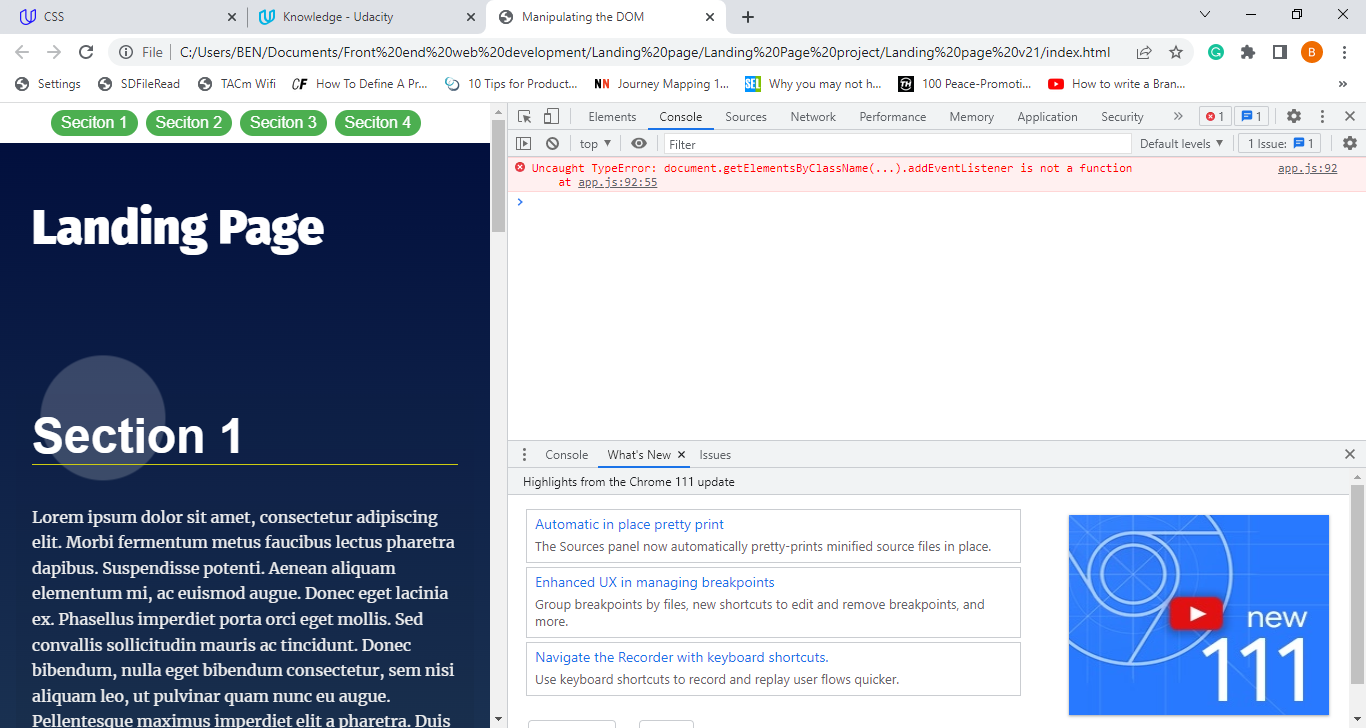 CSS
Knowledge - Udacity
Manipulating the DOM
File
C:/Users/BEN/Documents/Front%20end%20web%20development/Landing%20page/Landing%20Page%20project/Landing%20page%20v21/index.html
B
Settings
SDFileRead
TACm Wifi
CF How To Define A Pr...
10 Tips for Product...
NN Journey Mapping 1...
SEL Why you may not h...
TH 100 Peace-Promoti...
How to write a Bran...
»
Seciton 1
Seciton 2
Seciton 3
Seciton 4
Landing Page
Section 1
Lorem ipsum dolor sit amet, consectetur adipiscing
elit. Morbi fermentum metus faucibus lectus pharetra
dapibus. Suspendisse potenti. Aenean aliquam
elementum mi, ac euismod augue. Donec eget lacinia
ex. Phasellus imperdiet porta orci eget mollis. Sed
convallis sollicitudin mauris ac tincidunt. Donec
bibendum, nulla eget bibendum consectetur, sem nisi
aliquam leo, ut pulvinar quam nunc eu augue.
Pellentesque maximus imperdiet elit a pharetra. Duis
Elements
Console
Sources
Network
Performance
Memory
Application
Security
»
1
1
top
Filter
Default levels
1 Issue: 1
Uncaught TypeError: document.getElementsByClassName(...).addEventListener is not a function
at app.js:92:55
app.js:92
Console
What's New
Issues
Highlights from the Chrome 111 update
Automatic in place pretty print
The Sources panel now automatically pretty-prints minified source files in place.
Enhanced UX in managing breakpoints
Group breakpoints by files, new shortcuts to edit and remove breakpoints, and
more.
Navigate the Recorder with keyboard shortcuts.
Use keyboard shortcuts to record and replay user flows quicker.
new
111